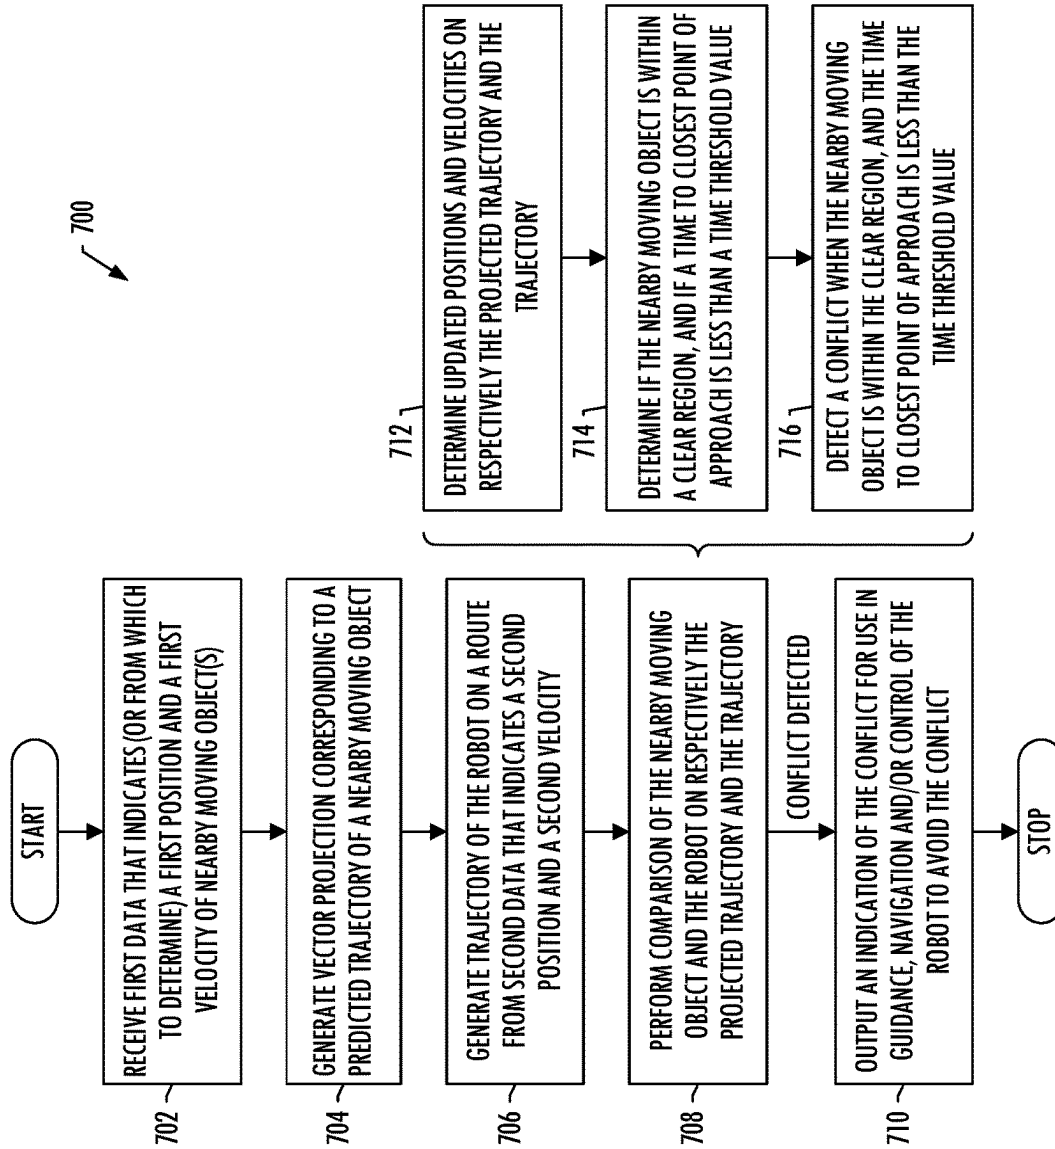 700
START
RECEIVE FIRST DATA THAT INDICATES (OR FROM WHICH
TO DETERMINE) A FIRST POSITION AND A FIRST
VELOCITY OF NEARBY MOVING OBJECT(S)
702
GENERATE VECTOR PROJECTION CORRESPONDING TO A
PREDICTED TRAJECTORY OF A NEARBY MOVING OBJECT
704
GENERATE TRAJECTORY OF THE ROBOT ON A ROUTE
FROM SECOND DATA THAT INDICATES A SECOND
POSITION AND A SECOND VELOCITY
706
PERFORM COMPARISON OF THE NEARBY MOVING
OBJECT AND THE ROBOT ON RESPECTIVELY THE
PROJECTED TRAJECTORY AND THE TRAJECTORY
708
CONFLICT DETECTED
OUTPUT AN INDICATION OF THE CONFLICT FOR USE IN
GUIDANCE, NAVIGATION AND/OR CONTROL OF THE
ROBOT TO AVOID THE CONFLICT
710
STOP
712
DETERMINE UPDATED POSITIONS AND VELOCITIES ON
RESPECTIVELY THE PROJECTED TRAJECTORY AND THE
TRAJECTORY
714
DETERMINE IF THE NEARBY MOVING OBJECT IS WITHIN
A CLEAR REGION, AND IF A TIME TO CLOSEST POINT OF
APPROACH IS LESS THAN A TIME THRESHOLD VALUE
716
DETECT A CONFLICT WHEN THE NEARBY MOVING
OBJECT IS WITHIN THE CLEAR REGION, AND THE TIME
TO CLOSEST POINT OF APPROACH IS LESS THAN THE
TIME THRESHOLD VALUE